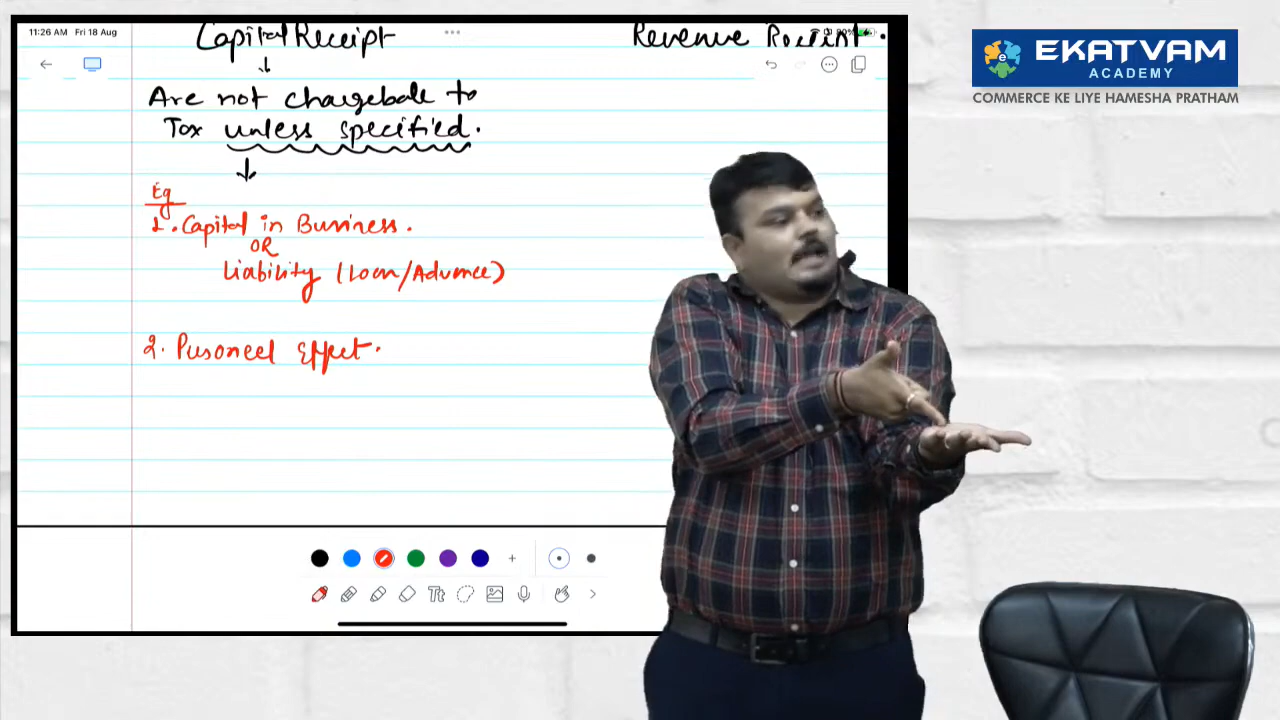 11:26 AM Fri 18 Aug
Capital Receipt
Revenue
Are not chargebale to
Tax unless specified.
Eg
1. Capital in Business.
OR
Liability (Loan/Advance)
2. Pusoneel Effect.
Tt
EKATVAM
ACADEMY
COMMERCE KE LIYE HAMESHA PRATHAM